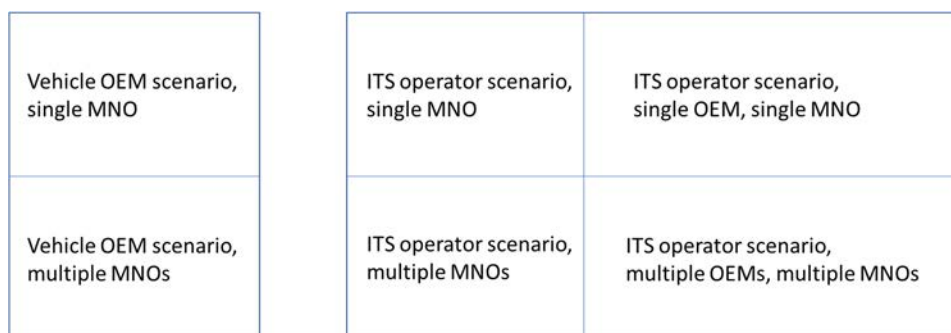 Vehicle OEM scenario,
single MNO
ITS operator scenario,
single MNO
ITS operator scenario,
single OEM, single MNO
Vehicle OEM scenario,
multiple MNOs
ITS operator scenario,
multiple MNOs
ITS operator scenario,
multiple OEMs, multiple MNOs